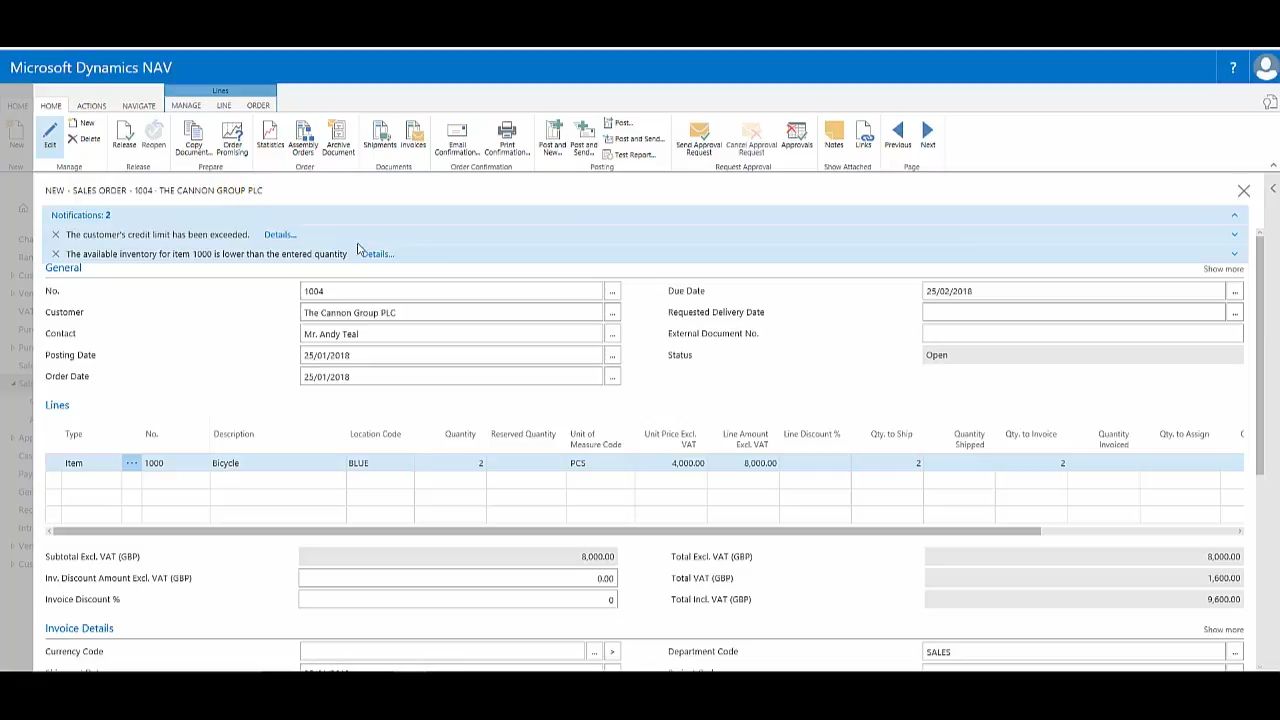 Microsoft Dynamics NAV
?
Lines
HOME HOME ACTIONS NAVIGATE MANAGE LINE ORDER
New Edit New Delete Release Reopen Copy Document... Order Promising Statistics Assembly Orders Archive Document Shipments Invoices Email Confirmation... Print Confirmation... Post and New... Post and Send... Post... Post and Send... Test Report... Send Approval Request Cancel Approval Request Approvals Notes Links Previous Next
New Manage Release Prepare Order Documents Order Confirmation Posting Request Approval Show Attached Page
NEW - SALES ORDER - 1004 · THE CANNON GROUP PLC
Notifications: 2
The customer's credit limit has been exceeded. Details...
The available inventory for item 1000 is lower than the entered quantity Details...
General Show more
No. 1004 ... Due Date 25/02/2018 ...
Customer The Cannon Group PLC ... Requested Delivery Date ...
Contact Mr. Andy Teal ... External Document No.
Posting Date 25/01/2018 ... Status Open
Order Date 25/01/2018 ...
Lines
Type No. Description Location Code Quantity Reserved Quantity Unit of Measure Code Unit Price Excl. VAT Line Amount Excl. VAT Line Discount % Qty. to Ship Quantity Shipped Qty. to Invoice Quantity Invoiced Qty. to Assign
Item ··· 1000 Bicycle BLUE 2 PCS 4,000.00 8,000.00 2 2
Subtotal Excl. VAT (GBP) 8,000.00 Total Excl. VAT (GBP) 8,000.00
Inv. Discount Amount Excl. VAT (GBP) 0.00 Total VAT (GBP) 1,600.00
Invoice Discount % 0 Total Incl. VAT (GBP) 9,600.00
Invoice Details Show more
Currency Code ... > Department Code SALES ...